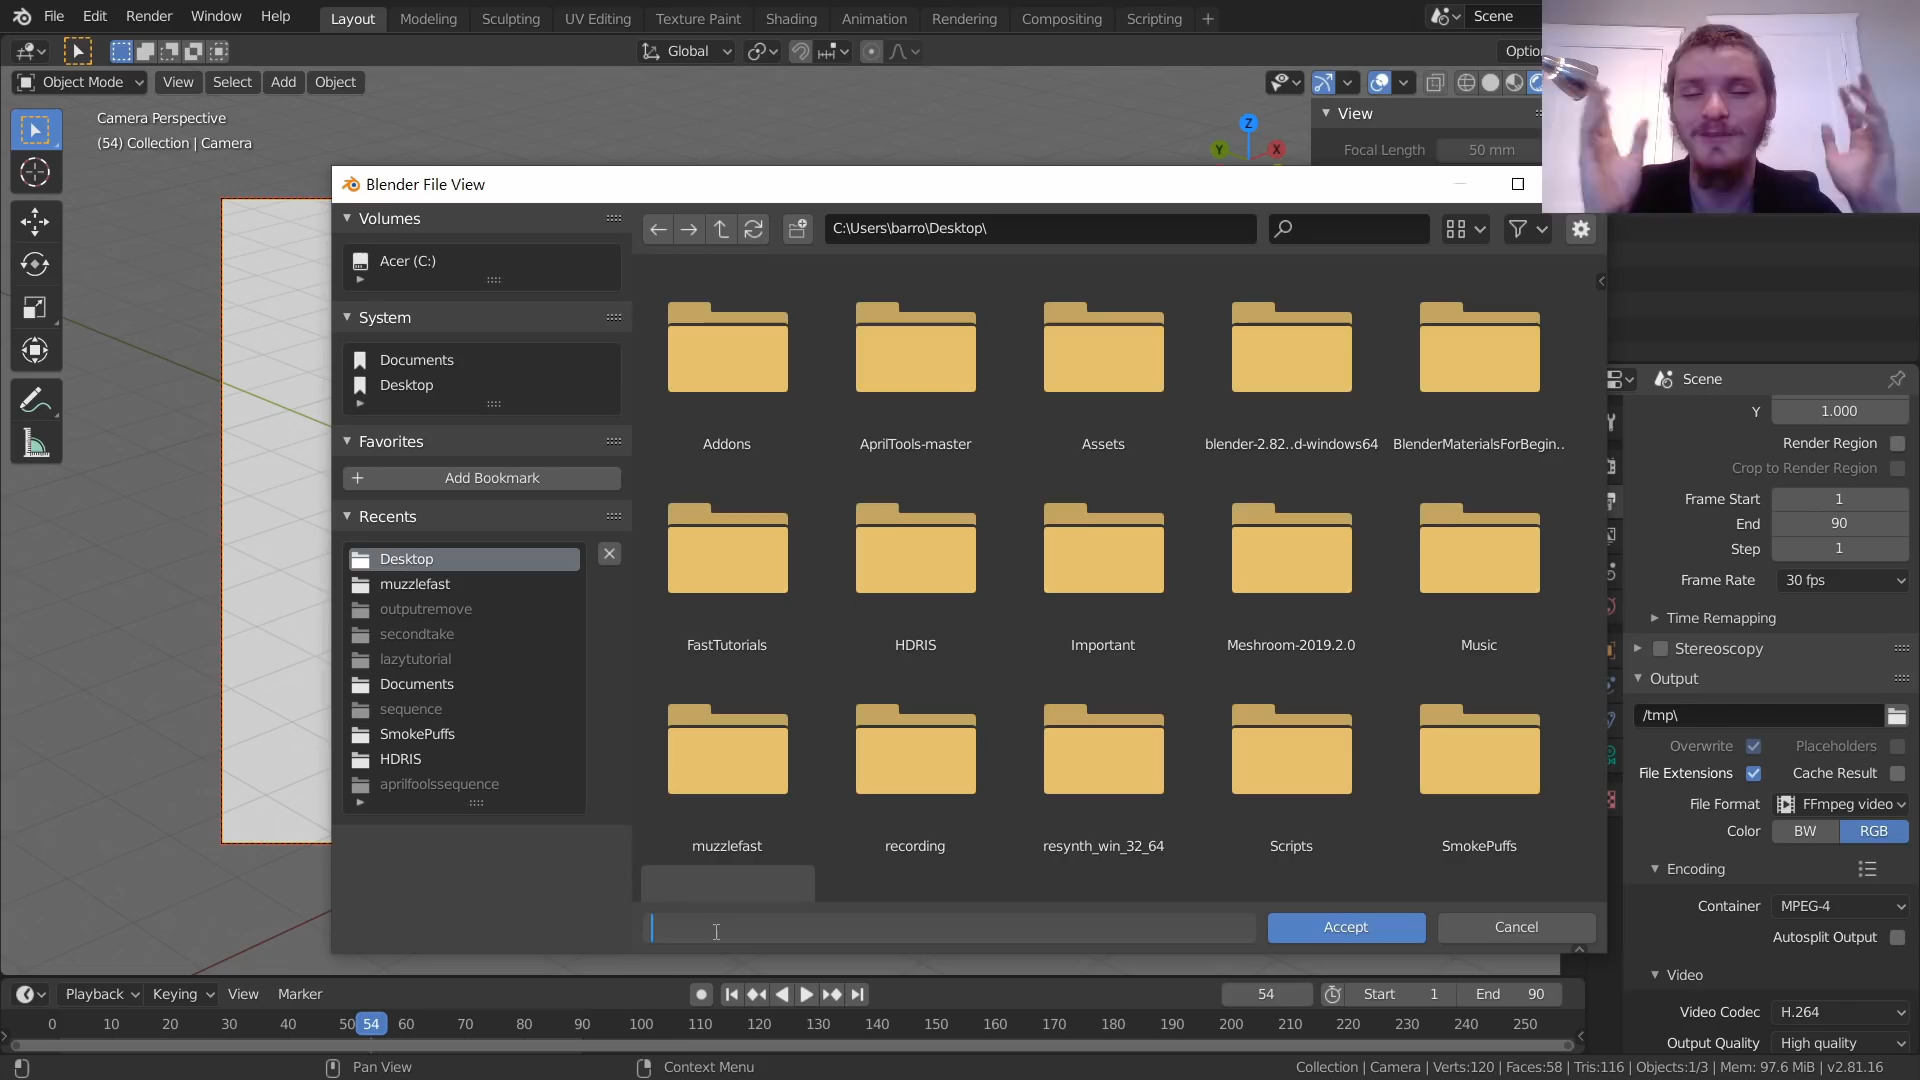 File Edit Render Window Help
Layout Modeling Sculpting UV Editing Texture Paint Shading Animation Rendering Compositing Scripting +
Scene
Global
Optio
Object Mode View Select Add Object
Camera Perspective
(54) Collection | Camera
Z
Y X
View
Focal Length 50 mm
Blender File View
Volumes
Acer (C:)
System
Documents
Desktop
Favorites
+ Add Bookmark
Recents
Desktop
muzzlefast
outputremove
secondtake
lazytutorial
Documents
sequence
SmokePuffs
HDRIS
aprilfoolssequence
C:\Users\barro\Desktop\
Addons AprilTools-master Assets blender-2.82..d-windows64 BlenderMaterialsForBegin..
FastTutorials HDRIS Important Meshroom-2019.2.0 Music
muzzlefast recording resynth_win_32_64 Scripts SmokePuffs
Accept Cancel
Scene
Y 1.000
Render Region
Crop to Render Region
Frame Start 1
End 90
Step 1
Frame Rate 30 fps
Time Remapping
Stereoscopy
Output
/tmp\
Overwrite Placeholders
File Extensions Cache Result
File Format FFmpeg video
Color BW RGB
Encoding
Container MPEG-4
Autosplit Output
Video
Video Codec H.264
Output Quality High quality
Playback Keying View Marker
54 Start 1 End 90
0 10 20 30 40 50 54 60 70 80 90 100 110 120 130 140 150 160 170 180 190 200 210 220 230 240 250
Pan View Context Menu
Collection | Camera | Verts:120 | Faces:58 | Tris:116 | Objects:1/3 | Mem: 97.6 MiB | v2.81.16